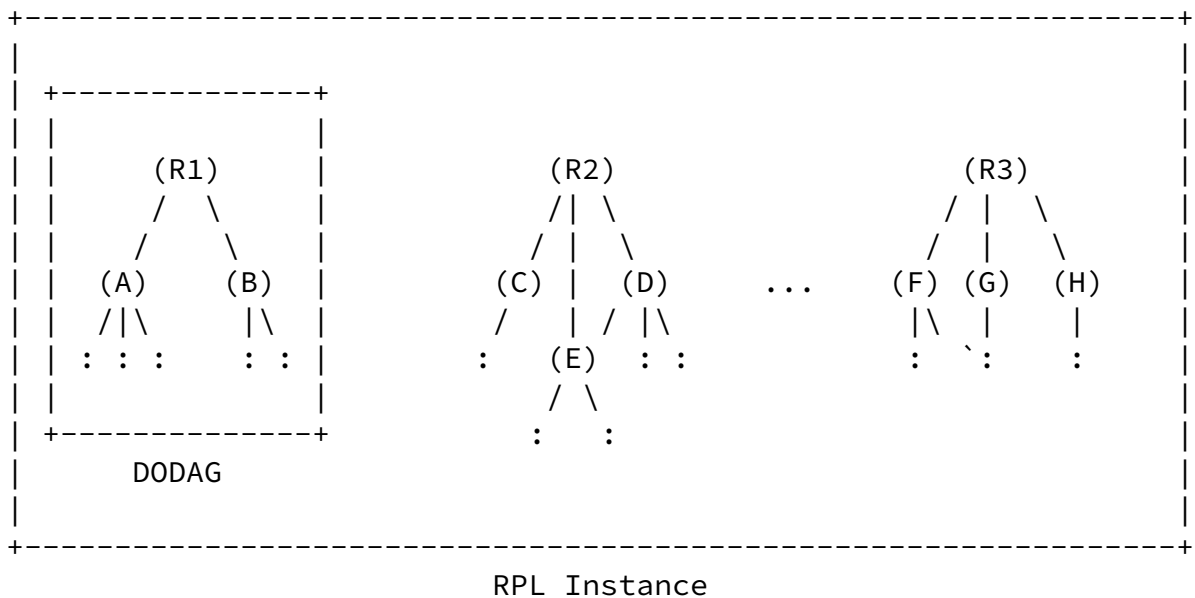 (R1) (R2) (R3)
(A) (B) (C) (D) ... (F) (G) (H)
: : : : : : (E) : : : `: :
: :
DODAG
RPL Instance